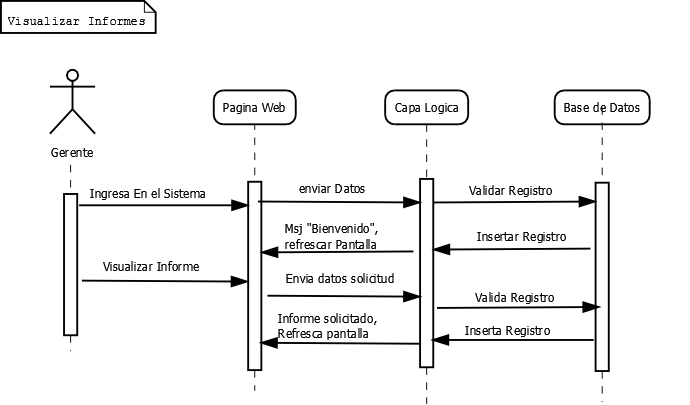 Visualizar Informes
Gerente
Pagina Web
Capa Logica
Base de Datos
Ingresa En el Sistema
enviar Datos
Validar Registro
Msj "Bienvenido",
refrescar Pantalla
Insertar Registro
Visualizar Informe
Envia datos solicitud
Valida Registro
Informe solicitado,
Refresca pantalla
Inserta Registro